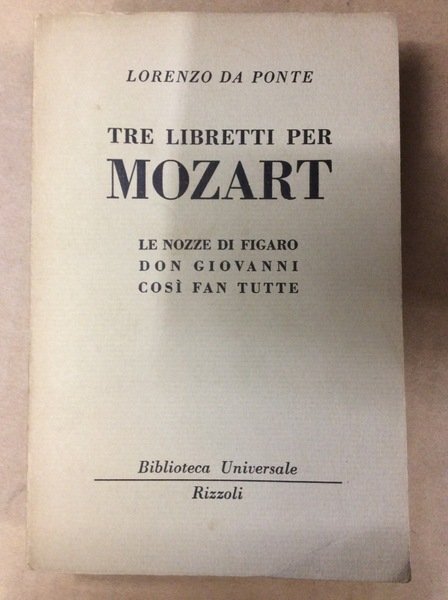 LORENZO DA PONTE
TRE LIBRETTI PER
MOZART
LE NOZZE DI FIGARO
DON GIOVANNI
COSÌ FAN TUTTE
Biblioteca Universale
Rizzoli